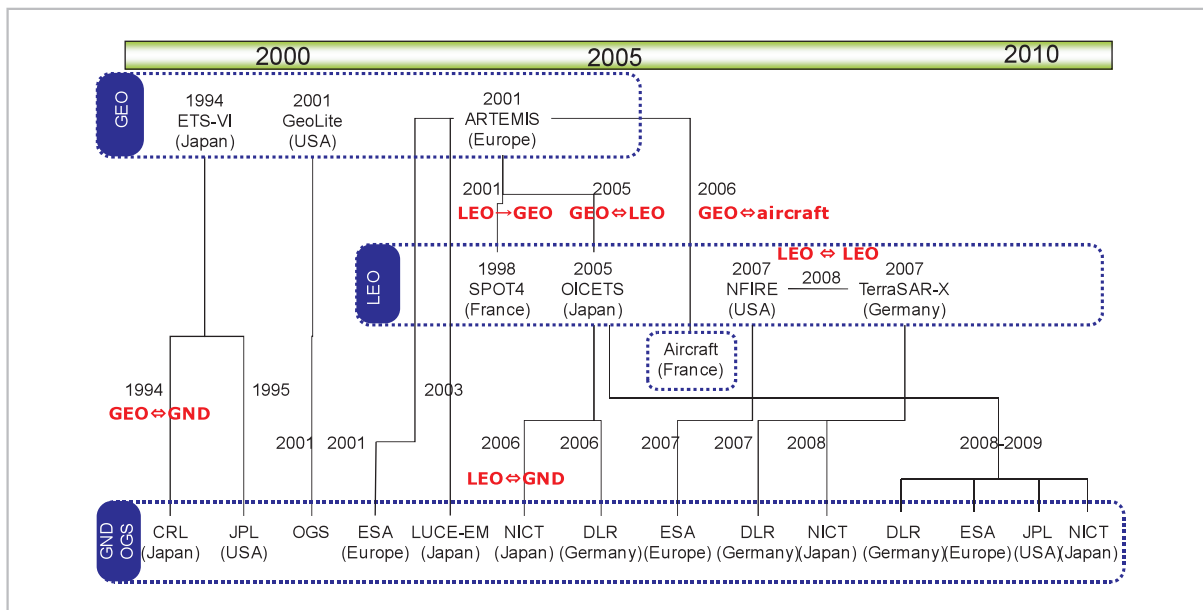 2000
2005
2010
GEO
1994
ETS-VI
(Japan)
2001
GeoLite
(USA)
2001
ARTEMIS
(Europe)
2001
LEO→GEO
2005
GEO⇔LEO
2006
GEO⇔aircraft
LEO
LEO ⇔ LEO
1998
SPOT4
(France)
2005
OICETS
(Japan)
2007
NFIRE
(USA)
2008
2007
TerraSAR-X
(Germany)
Aircraft
(France)
1994
GEO⇔GND
1995
2001
2001
2003
2006
LEO⇔GND
2006
2007
2007
2008
2008-2009
GND
OGS
CRL
(Japan)
JPL
(USA)
OGS
ESA
(Europe)
LUCE-EM
(Japan)
NICT
(Japan)
DLR
(Germany)
ESA
(Europe)
DLR
(Germany)
NICT
(Japan)
DLR
(Germany)
ESA
(Europe)
JPL
(USA)
NICT
(Japan)